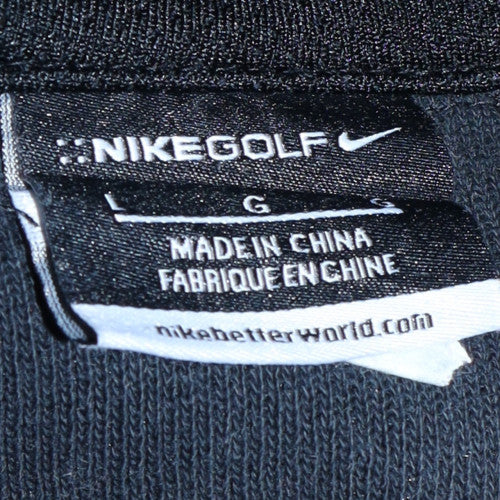 NIKEGOLF
L G G
MADE IN CHINA
FABRIQUE EN CHINE
nikebetterworld.com